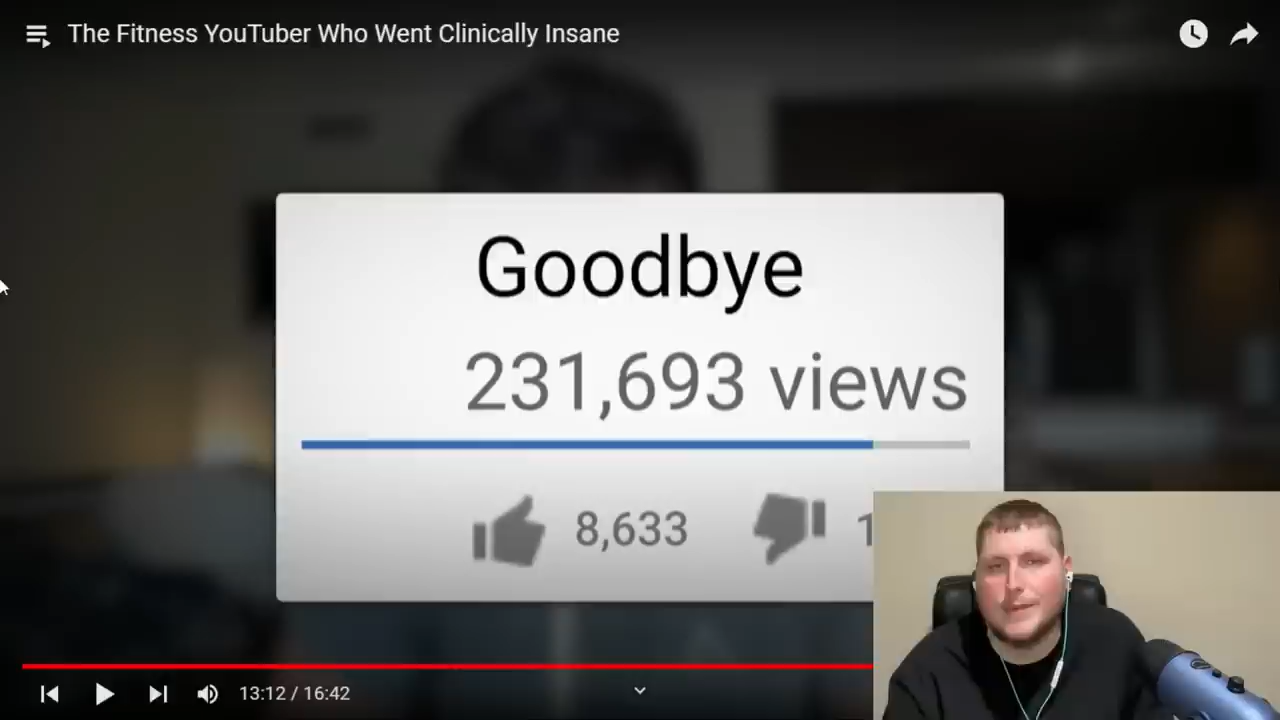 The Fitness YouTuber Who Went Clinically Insane
Goodbye
231,693 views
8,633
13:12 / 16:42